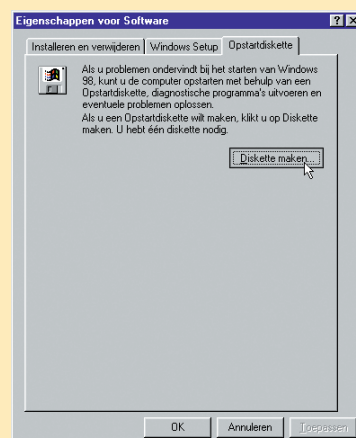 Eigenschappen voor Software
Installeren en verwijderen Windows Setup Opstartdiskette
Als u problemen ondervindt bij het starten van Windows
98, kunt u de computer opstarten met behulp van een
Opstartdiskette, diagnostische programma's uitvoeren en
eventuele problemen oplossen.
Als u een Opstartdiskette wilt maken, klikt u op Diskette
maken. U hebt één diskette nodig.
Diskette maken...
OK Annuleren Toepassen